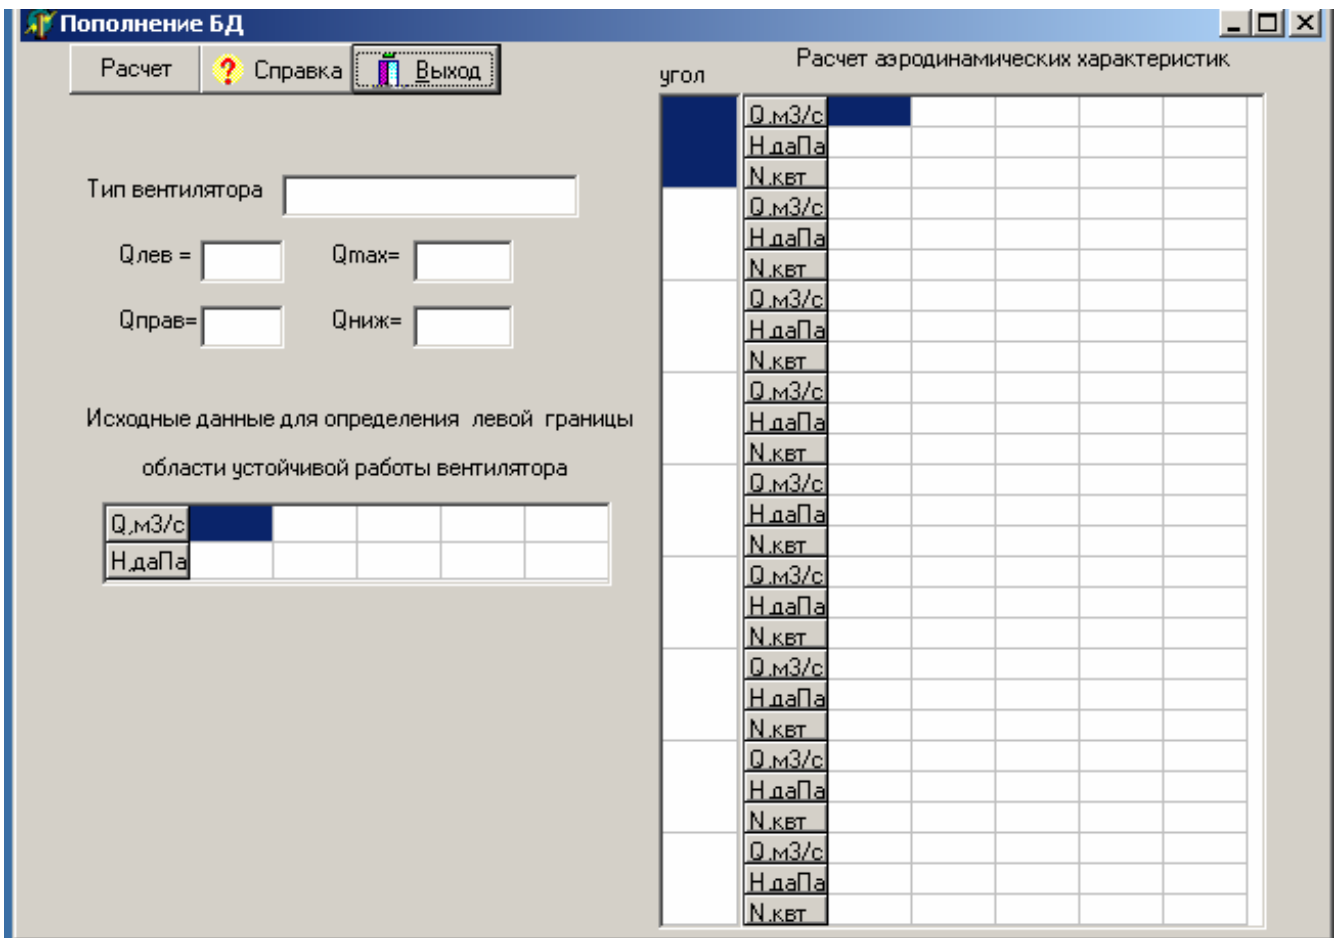 Пополнение БД
Расчет Справка Выход
Расчет аэродинамических характеристик
угол
Тип вентилятора
Qлев = Qmax=
Qправ= Qниж=
Исходные данные для определения левой границы
области устойчивой работы вентилятора
Q,м3/с
Н,даПа
Q,м3/с
Н,даПа
N,квт
Q,м3/с
Н,даПа
N,квт
Q,м3/с
Н,даПа
N,квт
Q,м3/с
Н,даПа
N,квт
Q,м3/с
Н,даПа
N,квт
Q,м3/с
Н,даПа
N,квт
Q,м3/с
Н,даПа
N,квт
Q,м3/с
Н,даПа
N,квт
Q,м3/с
Н,даПа
N,квт